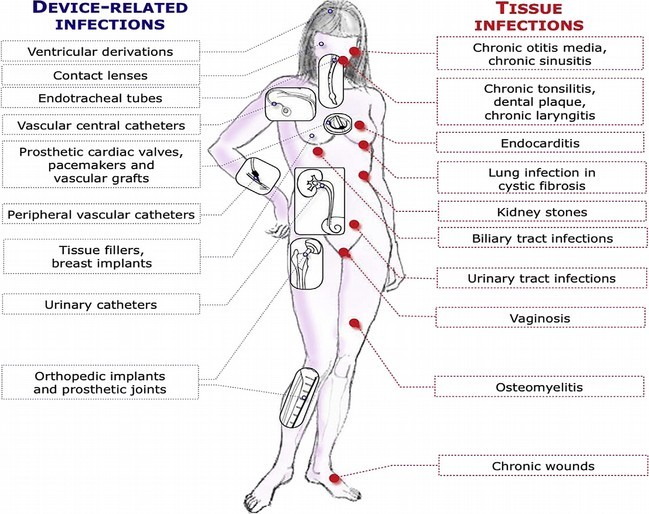 DEVICE-RELATED
INFECTIONS
Ventricular derivations
Contact lenses
Endotracheal tubes
Vascular central catheters
Prosthetic cardiac valves,
pacemakers and
vascular grafts
Peripheral vascular catheters
Tissue fillers,
breast implants
Urinary catheters
Orthopedic implants
and prosthetic joints
TISSUE
INFECTIONS
Chronic otitis media,
chronic sinusitis
Chronic tonsilitis,
dental plaque,
chronic laryngitis
Endocarditis
Lung infection in
cystic fibrosis
Kidney stones
Biliary tract infections
Urinary tract infections
Vaginosis
Osteomyelitis
Chronic wounds